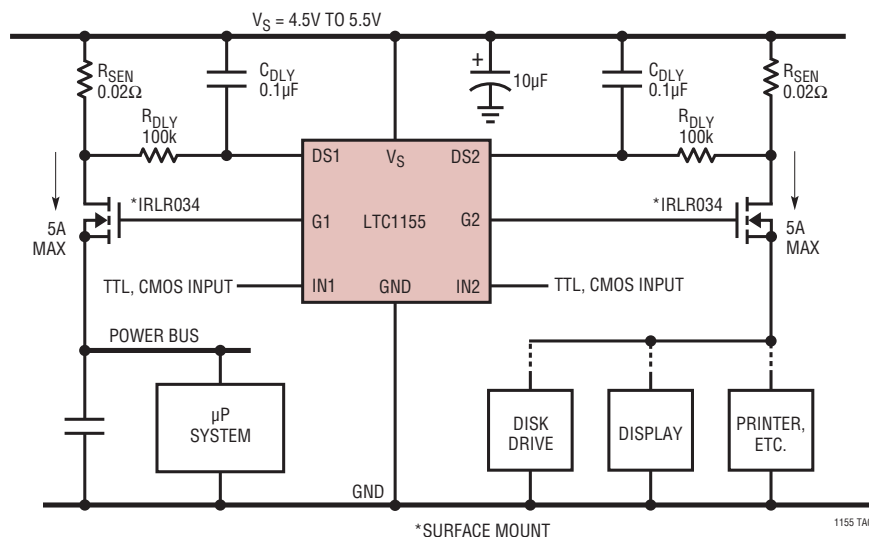 V_S = 4.5V TO 5.5V
R_SEN
0.02Ω
C_DLY
0.1µF
+
10µF
C_DLY
0.1µF
R_SEN
0.02Ω
R_DLY
100k
R_DLY
100k
DS1
V_S
DS2
*IRLR034
*IRLR034
5A
MAX
G1
LTC1155
G2
5A
MAX
TTL, CMOS INPUT
IN1
GND
IN2
TTL, CMOS INPUT
POWER BUS
µP
SYSTEM
DISK
DRIVE
DISPLAY
PRINTER,
ETC.
GND
*SURFACE MOUNT
1155